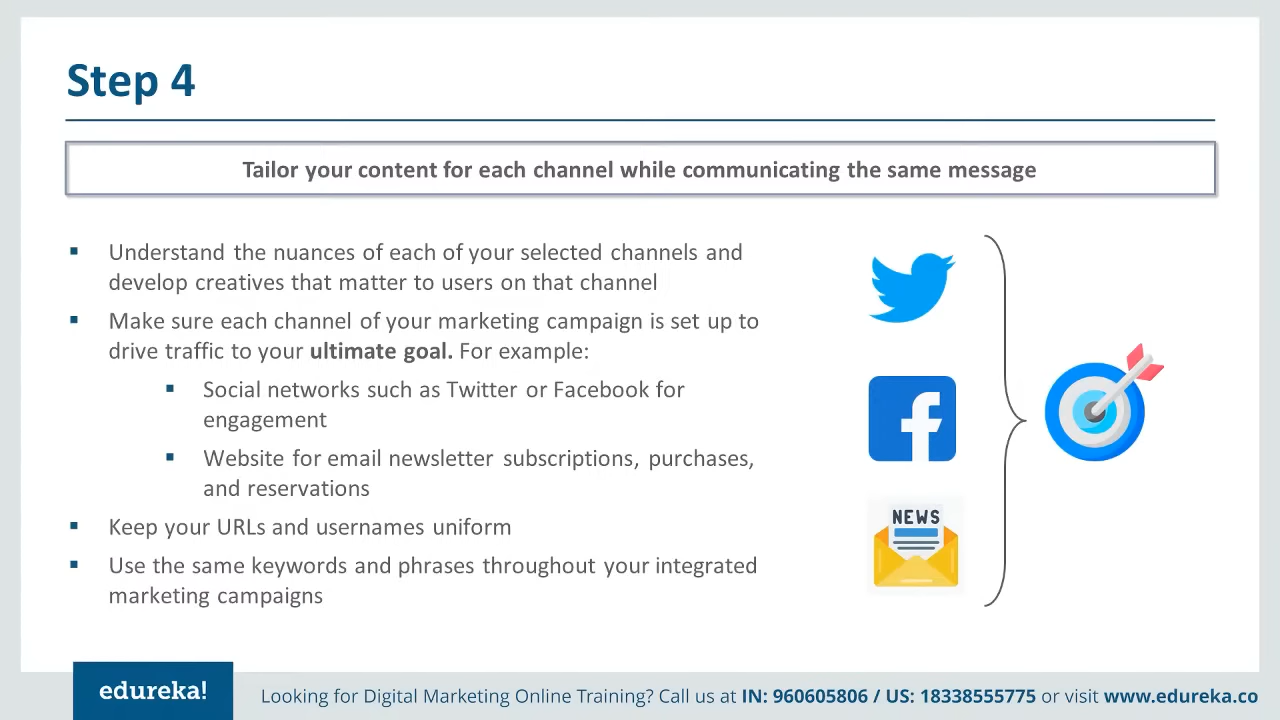 Step 4
Tailor your content for each channel while communicating the same message
▪ Understand the nuances of each of your selected channels and
develop creatives that matter to users on that channel
▪ Make sure each channel of your marketing campaign is set up to
drive traffic to your ultimate goal. For example:
▪ Social networks such as Twitter or Facebook for
engagement
▪ Website for email newsletter subscriptions, purchases,
and reservations
▪ Keep your URLs and usernames uniform
▪ Use the same keywords and phrases throughout your integrated
marketing campaigns
NEWS
edureka!
Looking for Digital Marketing Online Training? Call us at IN: 960605806 / US: 18338555775 or visit www.edureka.co